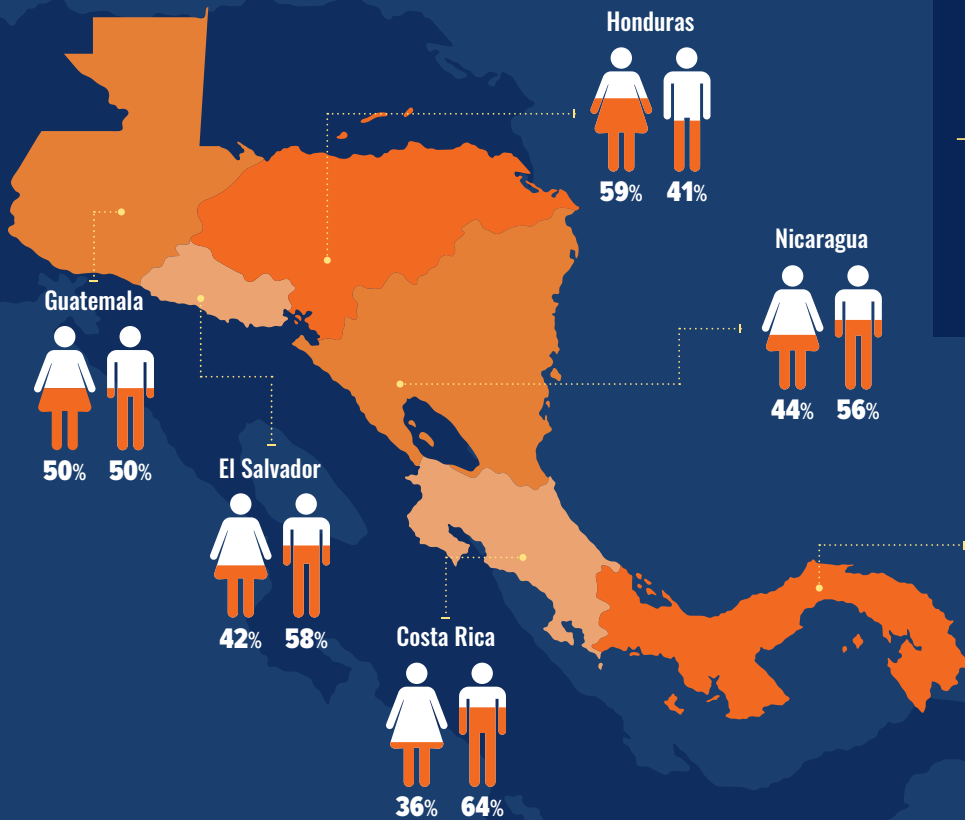 Honduras
59% 41%
Nicaragua
44% 56%
Guatemala
50% 50%
El Salvador
42% 58%
Costa Rica
36% 64%